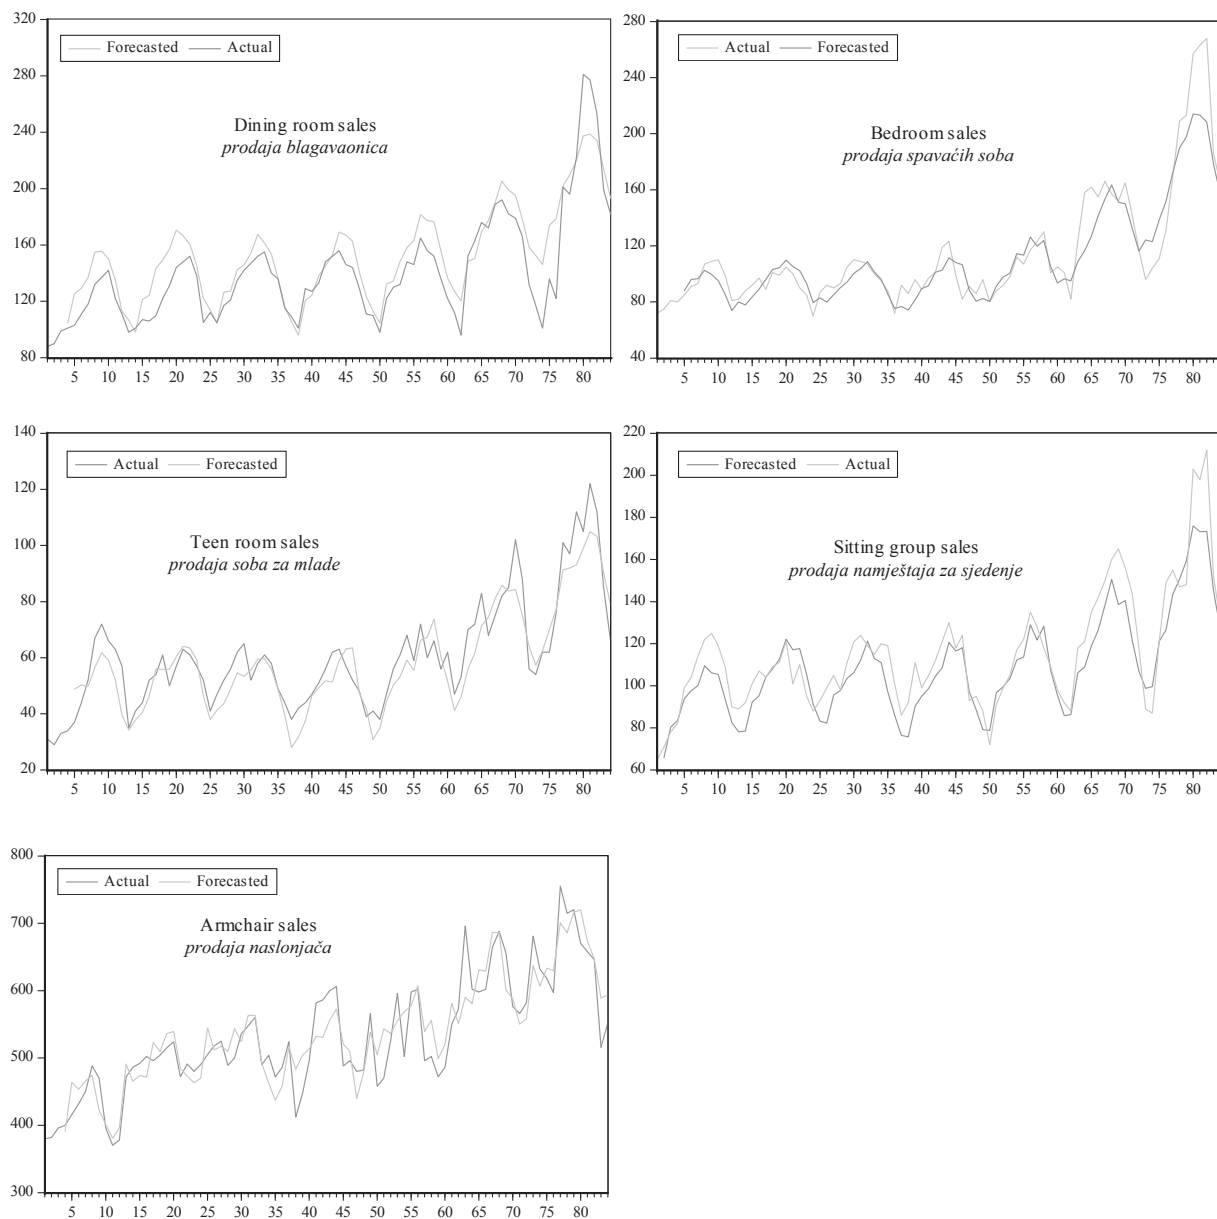 320
280
240
200
160
120
80
Forecasted Actual
Dining room sales
prodaja blagavaonica
5 10 15 20 25 30 35 40 45 50 55 60 65 70 75 80
280
240
200
160
120
80
40
Actual Forecasted
Bedroom sales
prodaja spavaćih soba
5 10 15 20 25 30 35 40 45 50 55 60 65 70 75 80
140
120
100
80
60
40
20
Actual Forecasted
Teen room sales
prodaja soba za mlade
5 10 15 20 25 30 35 40 45 50 55 60 65 70 75 80
220
200
180
160
140
120
100
80
60
Forecasted Actual
Sitting group sales
prodaja namještaja za sjedenje
5 10 15 20 25 30 35 40 45 50 55 60 65 70 75 80
800
700
600
500
400
300
Actual Forecasted
Armchair sales
prodaja naslonjača
5 10 15 20 25 30 35 40 45 50 55 60 65 70 75 80